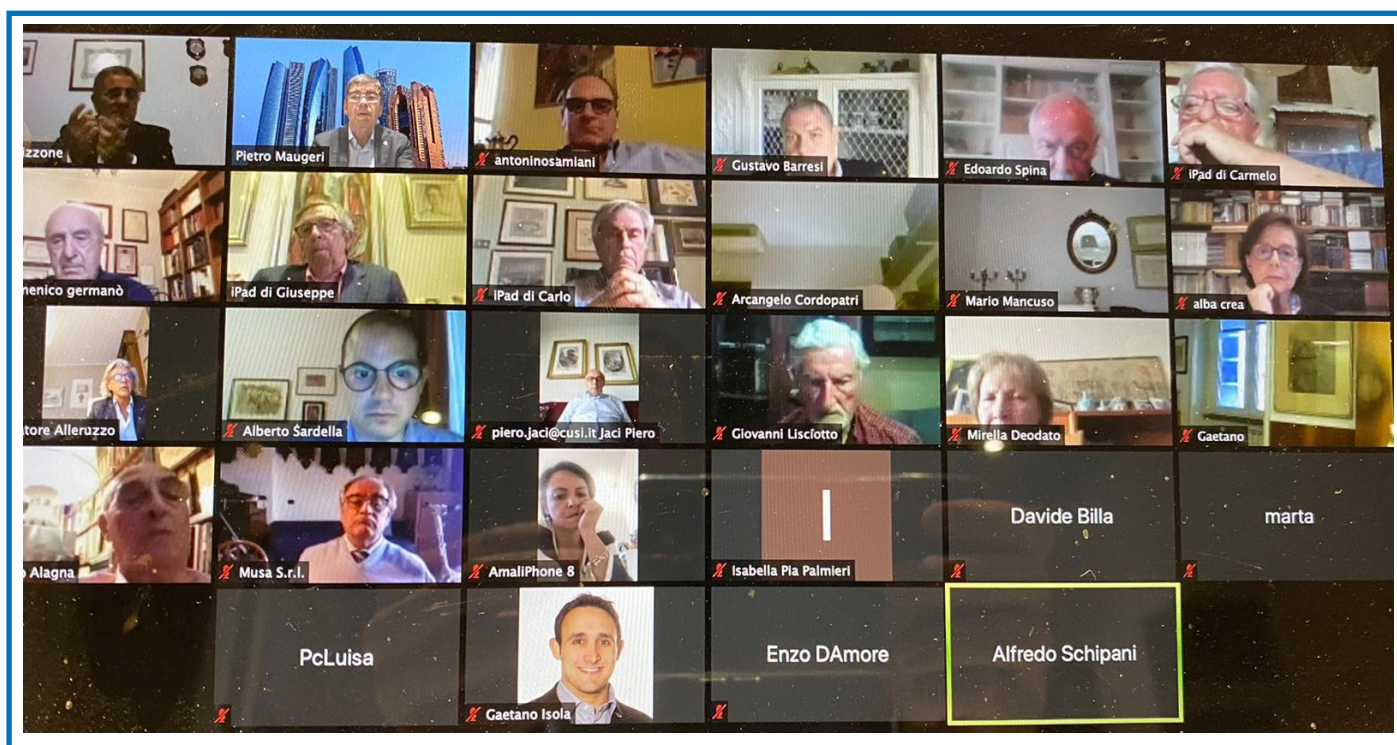 izzone
Pietro Maugeri
antoninosamiani
Gustavo Barresi
Edoardo Spina
iPad di Carmelo
menico germanò
iPad di Giuseppe
iPad di Carlo
Arcangelo Cordopatri
Mario Mancuso
alba crea
tore Alleruzzo
Alberto Sardella
piero.jaci@cusi.it Jaci Piero
Giovanni Lisciotto
Mirella Deodato
Gaetano
o Alagna
Musa S.r.l.
AmaliPhone 8
I
Isabella Pia Palmieri
Davide Billa
marta
PcLuisa
Gaetano Isola
Enzo DAmore
Alfredo Schipani